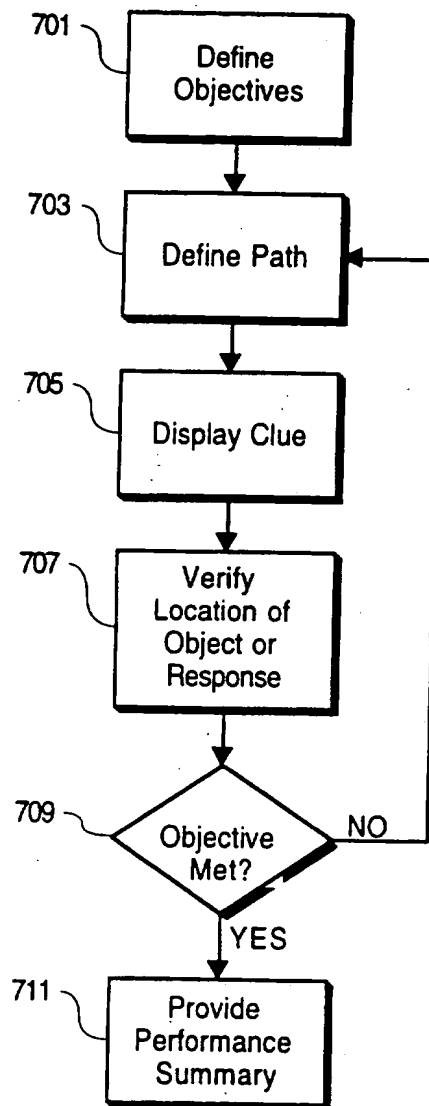 701
Define
Objectives
703
Define Path
705
Display Clue
707
Verify
Location of
Object or
Response
709
Objective
Met?
NO
YES
711
Provide
Performance
Summary